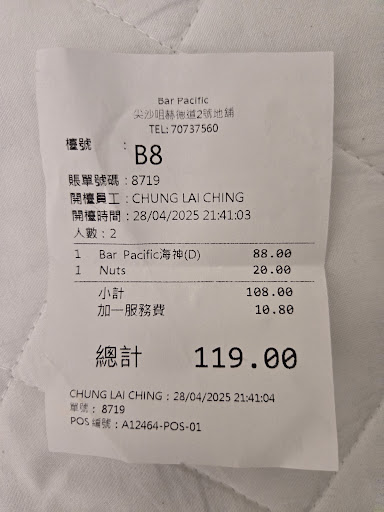 Bar Pacific
尖沙咀赫德道2號地舖
TEL: 70737560
檯號 : B8
賬單號碼 : 8719
開檯員工 : CHUNG LAI CHING
開檯時間 : 28/04/2025 21:41:03
人數 : 2
1 Bar Pacific海神(D) 88.00
1 Nuts 20.00
小計 108.00
加一服務費 10.80
總計 119.00
CHUNG LAI CHING : 28/04/2025 21:41:04
單號 : 8719
POS 編號 : A12464-POS-01